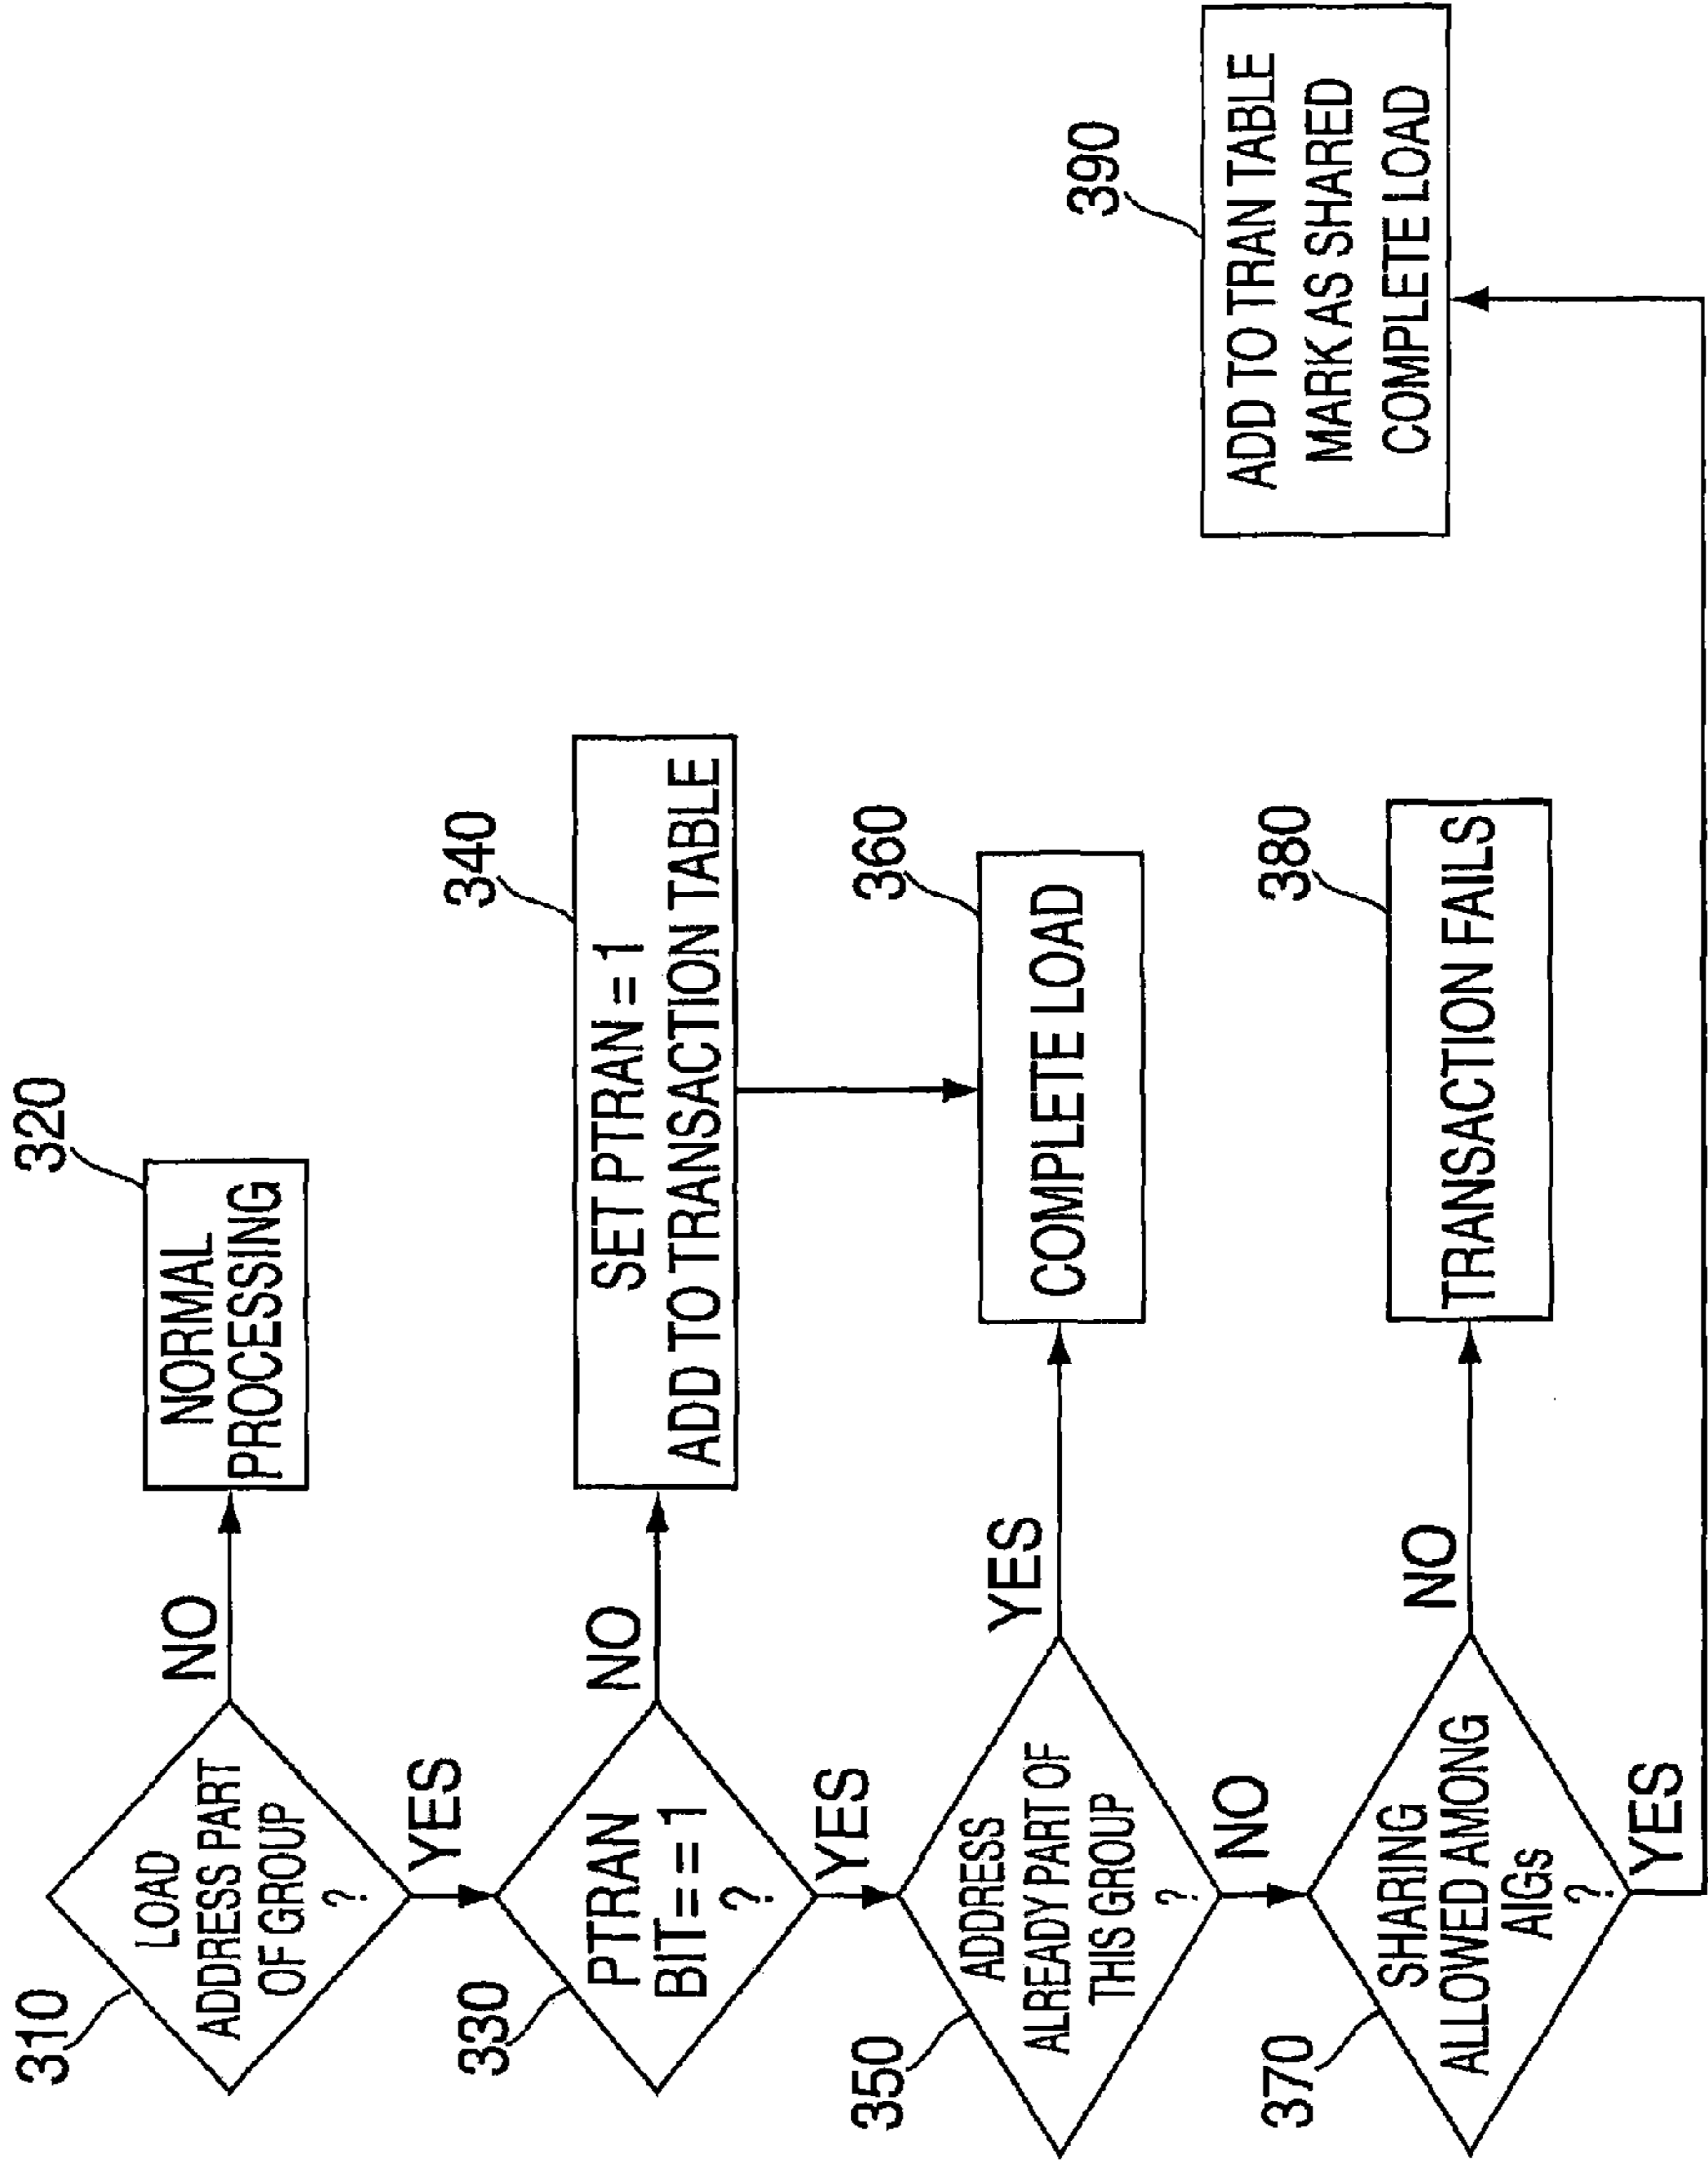 310
LOAD
ADDRESS PART
OF GROUP
?
NO
320
NORMAL
PROCESSING
YES
330
PTRAN
BIT==1
?
NO
340
SET PTRAN = 1
ADD TO TRANSACTION TABLE
YES
350
ADDRESS
ALREADY PART OF
THIS GROUP
?
YES
360
COMPLETE LOAD
NO
370
SHARING
ALLOWED AMONG
AIGs
?
NO
380
TRANSACTION FAILS
YES
390
ADD TO TRAN TABLE
MARK AS SHARED
COMPLETE LOAD